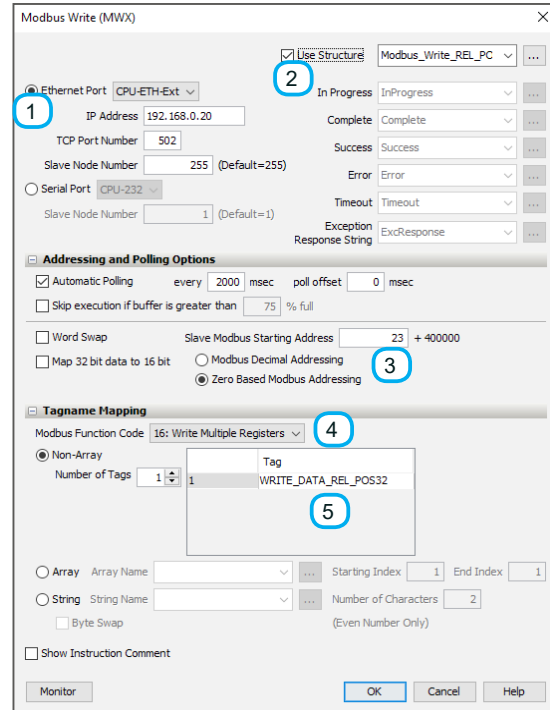 Modbus Write (MWX)
Use Structure Modbus_Write_REL_PC ...
2
Ethernet Port CPU-ETH-Ext
1
In Progress InProgress ...
IP Address 192.168.0.20
Complete Complete ...
TCP Port Number 502
Success Success ...
Slave Node Number 255 (Default=255)
Error Error ...
Serial Port CPU-232
Timeout Timeout ...
Slave Node Number 1 (Default=1)
Exception
Response String ExcResponse ...
Addressing and Polling Options
Automatic Polling every 2000 msec poll offset 0 msec
Skip execution if buffer is greater than 75 % full
Word Swap Slave Modbus Starting Address 23 + 400000
Map 32 bit data to 16 bit Modbus Decimal Addressing
3
Zero Based Modbus Addressing
Tagname Mapping
Modbus Function Code 16: Write Multiple Registers
4
Non-Array
Tag
Number of Tags 1
1 WRITE_DATA_REL_POS32
5
Array Array Name ... Starting Index 1 End Index 1
String String Name ... Number of Characters 2
Byte Swap (Even Number Only)
Show Instruction Comment
Monitor OK Cancel Help